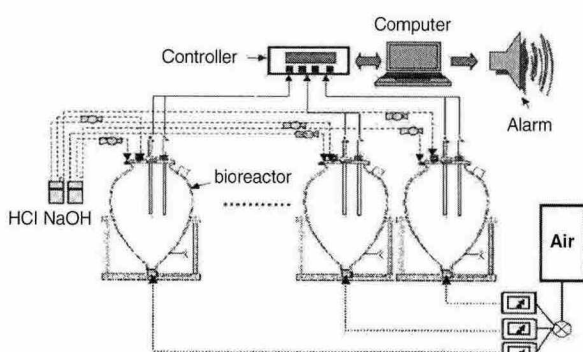 Computer
Controller
Alarm
bioreactor
HCl NaOH
Air